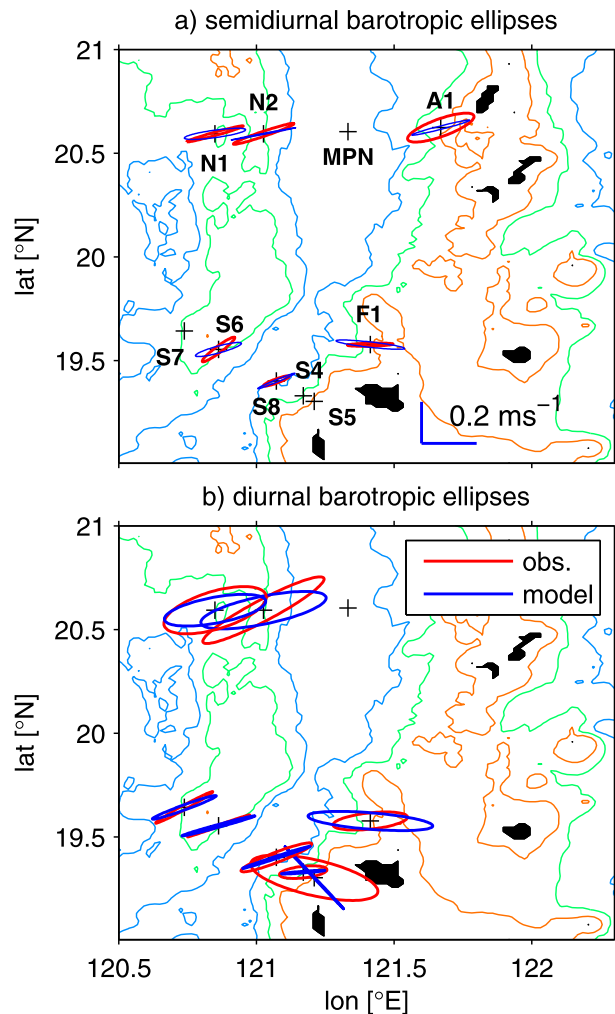 a) semidiurnal barotropic ellipses
21
20.5
20
19.5
lat [°N]
N2
A1
N1
MPN
S6
F1
S7
S4
S8
S5
0.2 ms⁻¹
b) diurnal barotropic ellipses
21
20.5
20
19.5
lat [°N]
obs.
model
120.5
121
121.5
122
lon [°E]